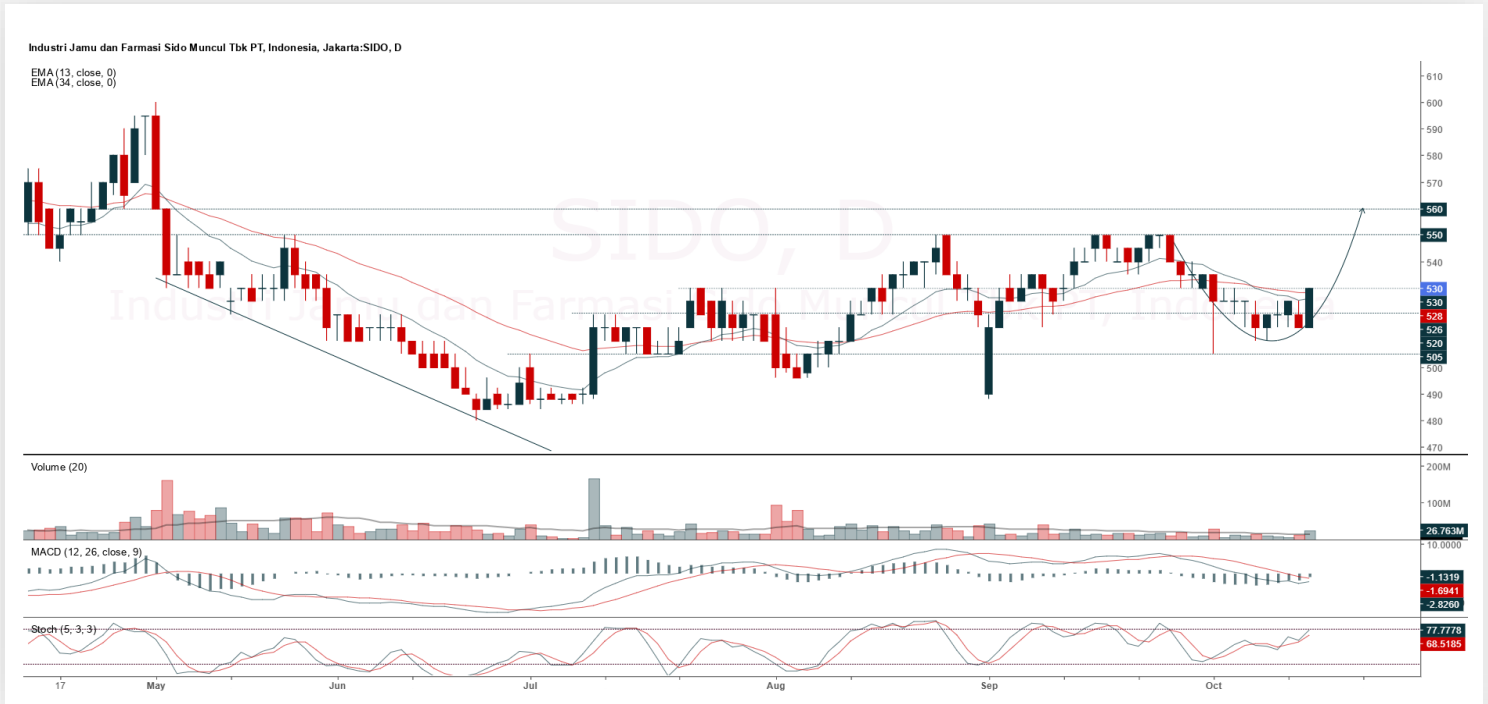 Industri Jamu dan Farmasi Sido Muncul Tbk PT, Indonesia, Jakarta:SIDO, D
EMA (13, close, 0)
EMA (34, close, 0)
SIDO, D
610
600
590
580
570
560
550
540
530
530
528
526
520
505
500
490
480
470
Volume (20)
200M
100M
26.763M
MACD (12, 26, close, 9)
10.0000
-1.1319
-1.6941
-2.8260
Stoch (5, 3, 3)
77.7778
68.5185
17
May
Jun
Jul
Aug
Sep
Oct